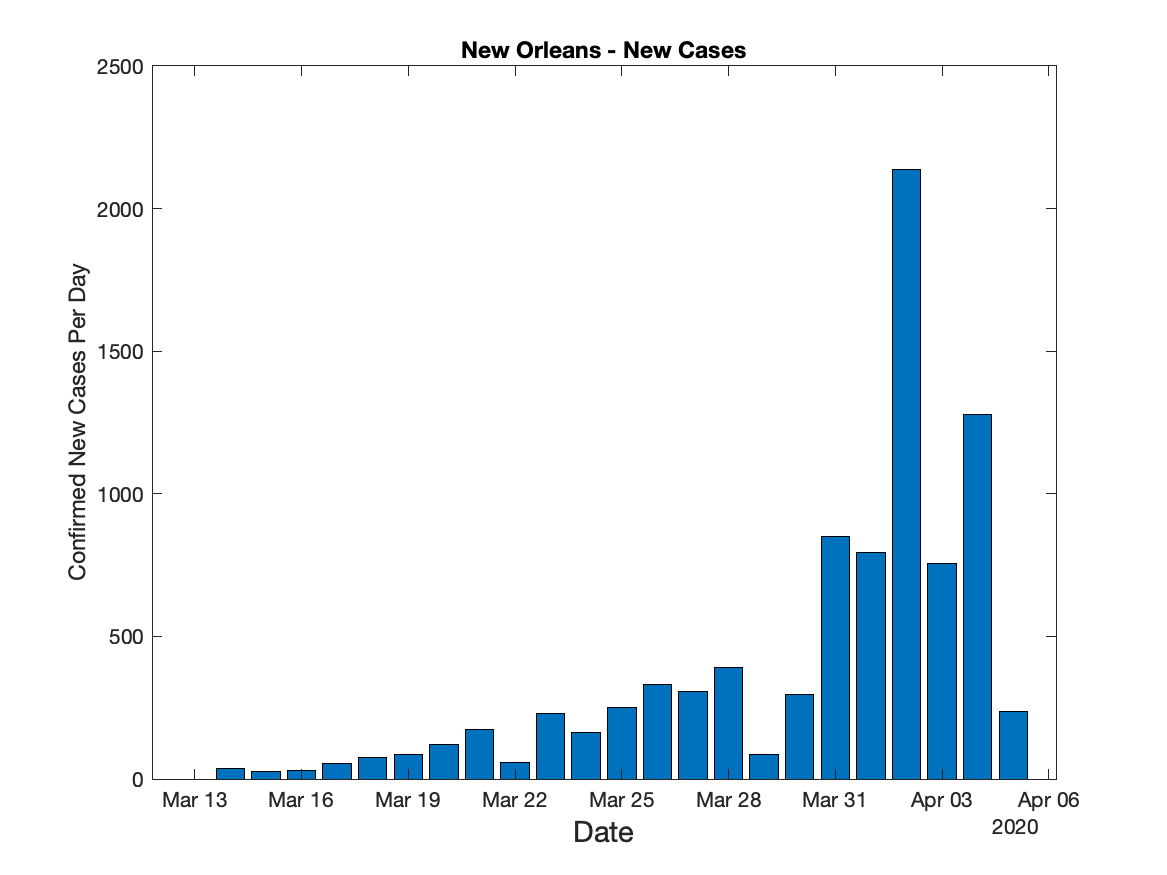 New Orleans - New Cases
2500
2000
1500
1000
500
0
Confirmed New Cases Per Day
Mar 13 Mar 16 Mar 19 Mar 22 Mar 25 Mar 28 Mar 31 Apr 03 Apr 06
2020
Date